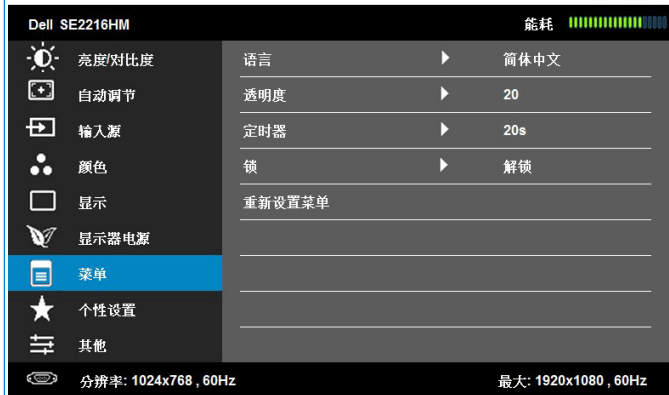 Dell SE2216HM 能耗
亮度/对比度 语言 简体中文
自动调节 透明度 20
输入源 定时器 20s
颜色 锁 解锁
显示 重新设置菜单
显示器电源
菜单
个性设置
其他
分辨率: 1024x768 , 60Hz 最大: 1920x1080 , 60Hz